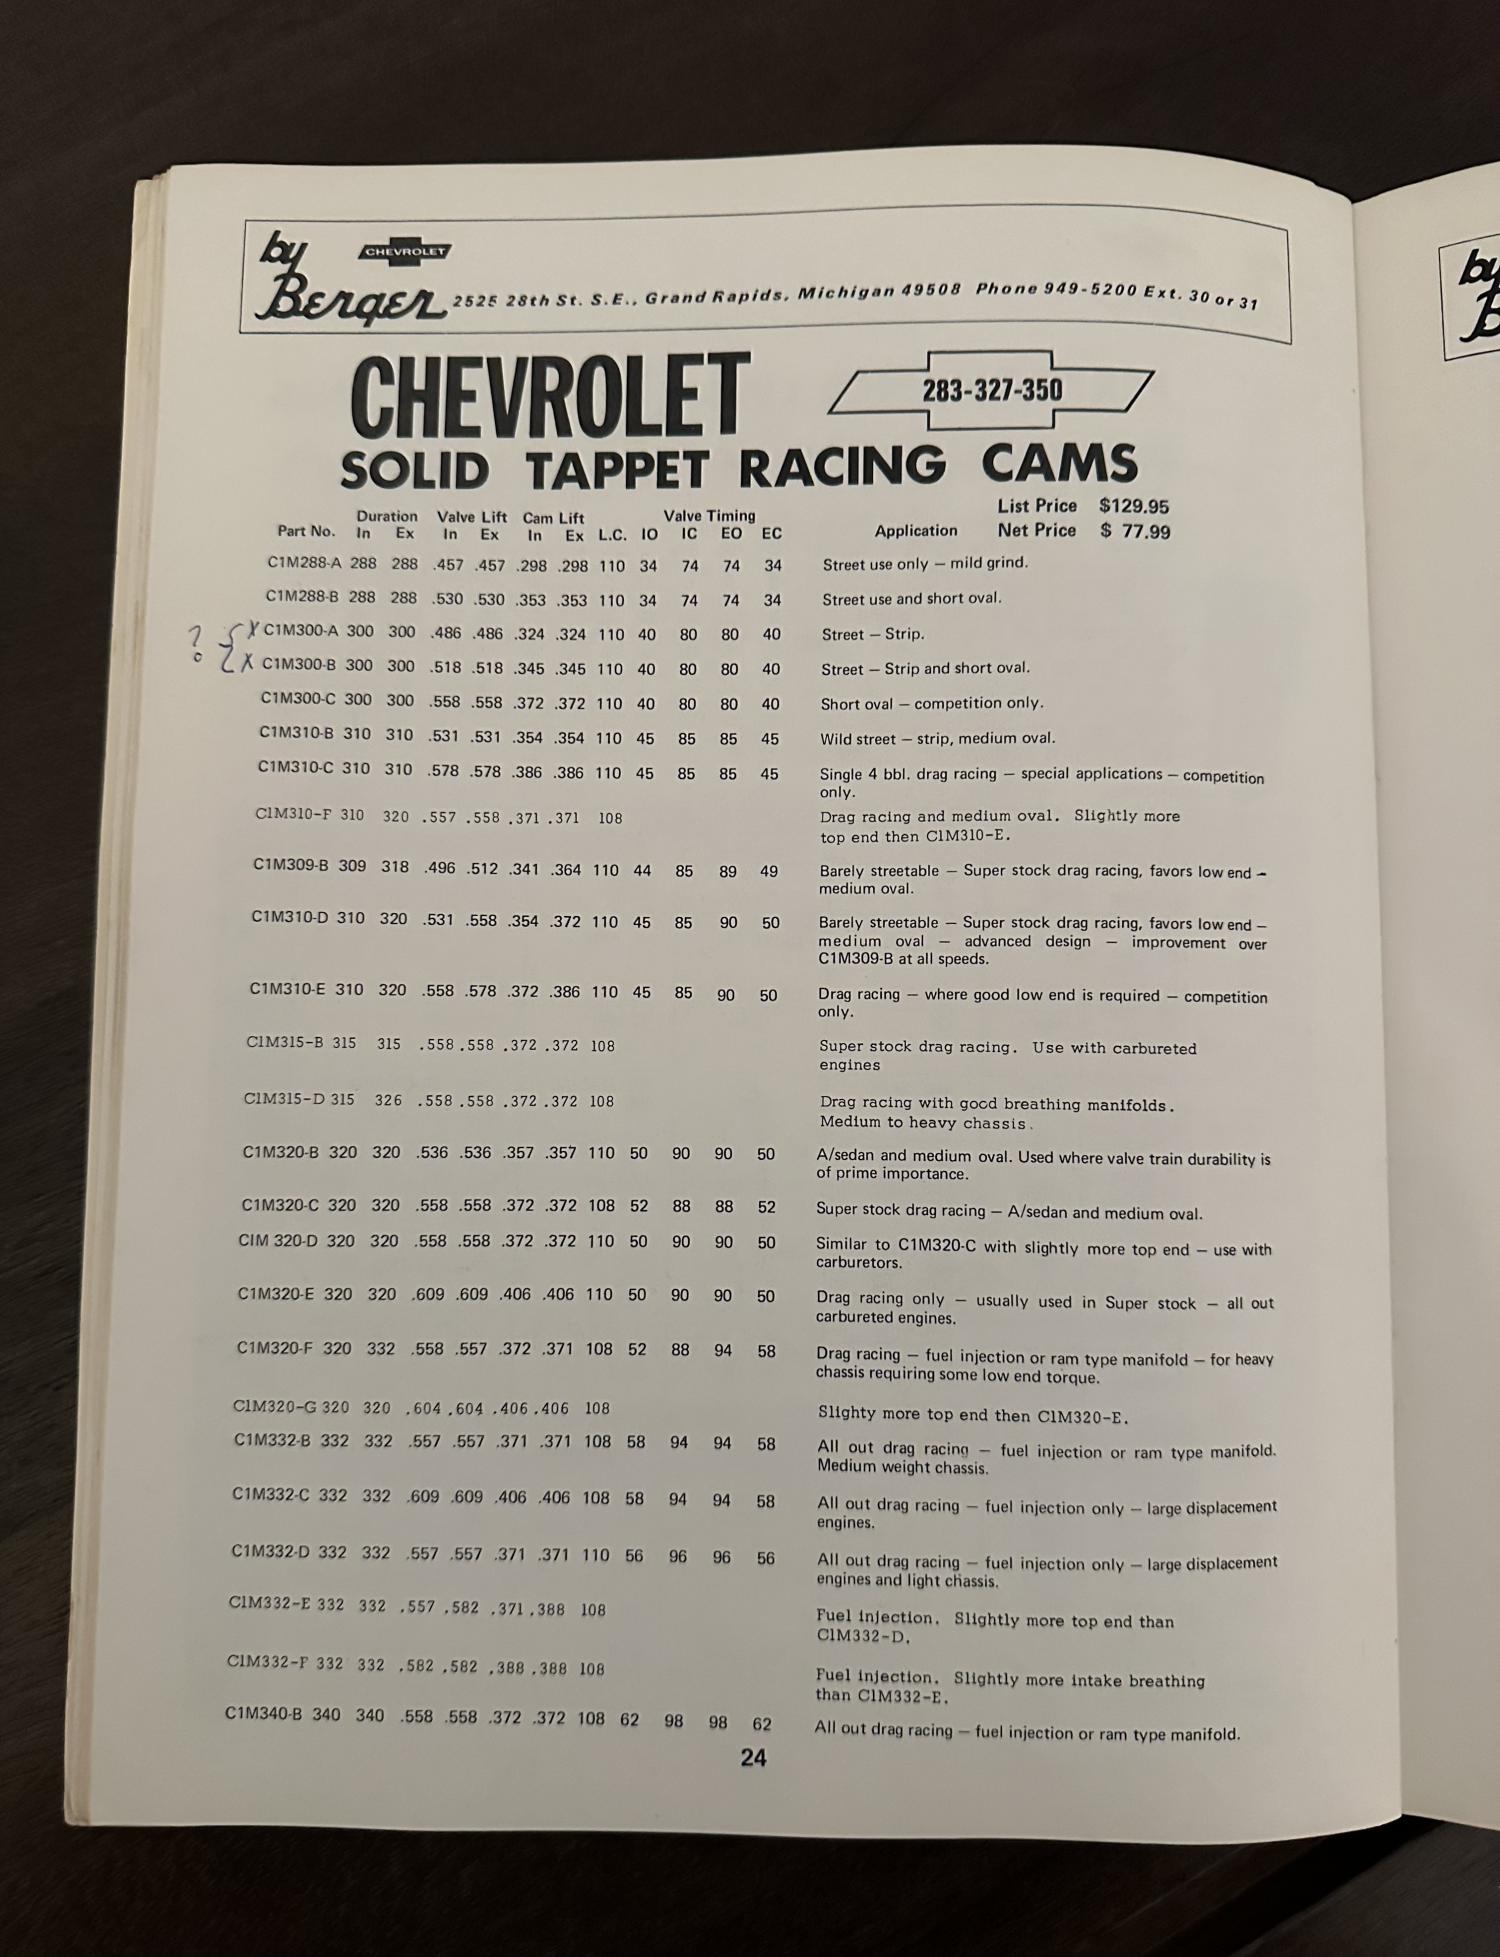 by
CHEVROLET
Berger 2525 28th St. S.E., Grand Rapids, Michigan 49508 Phone 949-5200 Ext. 30 or 31
CHEVROLET
283-327-350
SOLID TAPPET RACING CAMS
List Price $129.95
Net Price $ 77.99
Duration Valve Lift Cam Lift Valve Timing
Part No. In Ex In Ex In Ex L.C. IO IC EO EC Application
C1M288-A 288 288 .457 .457 .298 .298 110 34 74 74 34 Street use only — mild grind.
C1M288-B 288 288 .530 .530 .353 .353 110 34 74 74 34 Street use and short oval.
? { X C1M300-A 300 300 .486 .486 .324 .324 110 40 80 80 40 Street — Strip.
X C1M300-B 300 300 .518 .518 .345 .345 110 40 80 80 40 Street — Strip and short oval.
C1M300-C 300 300 .558 .558 .372 .372 110 40 80 80 40 Short oval — competition only.
C1M310-B 310 310 .531 .531 .354 .354 110 45 85 85 45 Wild street — strip, medium oval.
C1M310-C 310 310 .578 .578 .386 .386 110 45 85 85 45 Single 4 bbl. drag racing — special applications — competition
only.
C1M310-F 310 320 .557 .558 .371 .371 108 Drag racing and medium oval. Slightly more
top end then C1M310-E.
C1M309-B 309 318 .496 .512 .341 .364 110 44 85 89 49 Barely streetable — Super stock drag racing, favors low end —
medium oval.
C1M310-D 310 320 .531 .558 .354 .372 110 45 85 90 50 Barely streetable — Super stock drag racing, favors low end —
medium oval — advanced design — improvement over
C1M309-B at all speeds.
C1M310-E 310 320 .558 .578 .372 .386 110 45 85 90 50 Drag racing — where good low end is required — competition
only.
C1M315-B 315 315 .558 .558 .372 .372 108 Super stock drag racing. Use with carbureted
engines
C1M315-D 315 326 .558 .558 .372 .372 108 Drag racing with good breathing manifolds.
Medium to heavy chassis.
C1M320-B 320 320 .536 .536 .357 .357 110 50 90 90 50 A/sedan and medium oval. Used where valve train durability is
of prime importance.
C1M320-C 320 320 .558 .558 .372 .372 108 52 88 88 52 Super stock drag racing — A/sedan and medium oval.
CIM 320-D 320 320 .558 .558 .372 .372 110 50 90 90 50 Similar to C1M320-C with slightly more top end — use with
carburetors.
C1M320-E 320 320 .609 .609 .406 .406 110 50 90 90 50 Drag racing only — usually used in Super stock — all out
carbureted engines.
C1M320-F 320 332 .558 .557 .372 .371 108 52 88 94 58 Drag racing — fuel injection or ram type manifold — for heavy
chassis requiring some low end torque.
C1M320-G 320 320 .604 .604 .406 .406 108 Slighty more top end then C1M320-E.
C1M332-B 332 332 .557 .557 .371 .371 108 58 94 94 58 All out drag racing — fuel injection or ram type manifold.
Medium weight chassis.
C1M332-C 332 332 .609 .609 .406 .406 108 58 94 94 58 All out drag racing — fuel injection only — large displacement
engines.
C1M332-D 332 332 .557 .557 .371 .371 110 56 96 96 56 All out drag racing — fuel injection only — large displacement
engines and light chassis.
C1M332-E 332 332 .557 .582 .371 .388 108 Fuel injection. Slightly more top end than
C1M332-D.
C1M332-F 332 332 .582 .582 .388 .388 108 Fuel injection. Slightly more intake breathing
than C1M332-E.
C1M340-B 340 340 .558 .558 .372 .372 108 62 98 98 62 All out drag racing — fuel injection or ram type manifold.
24
by